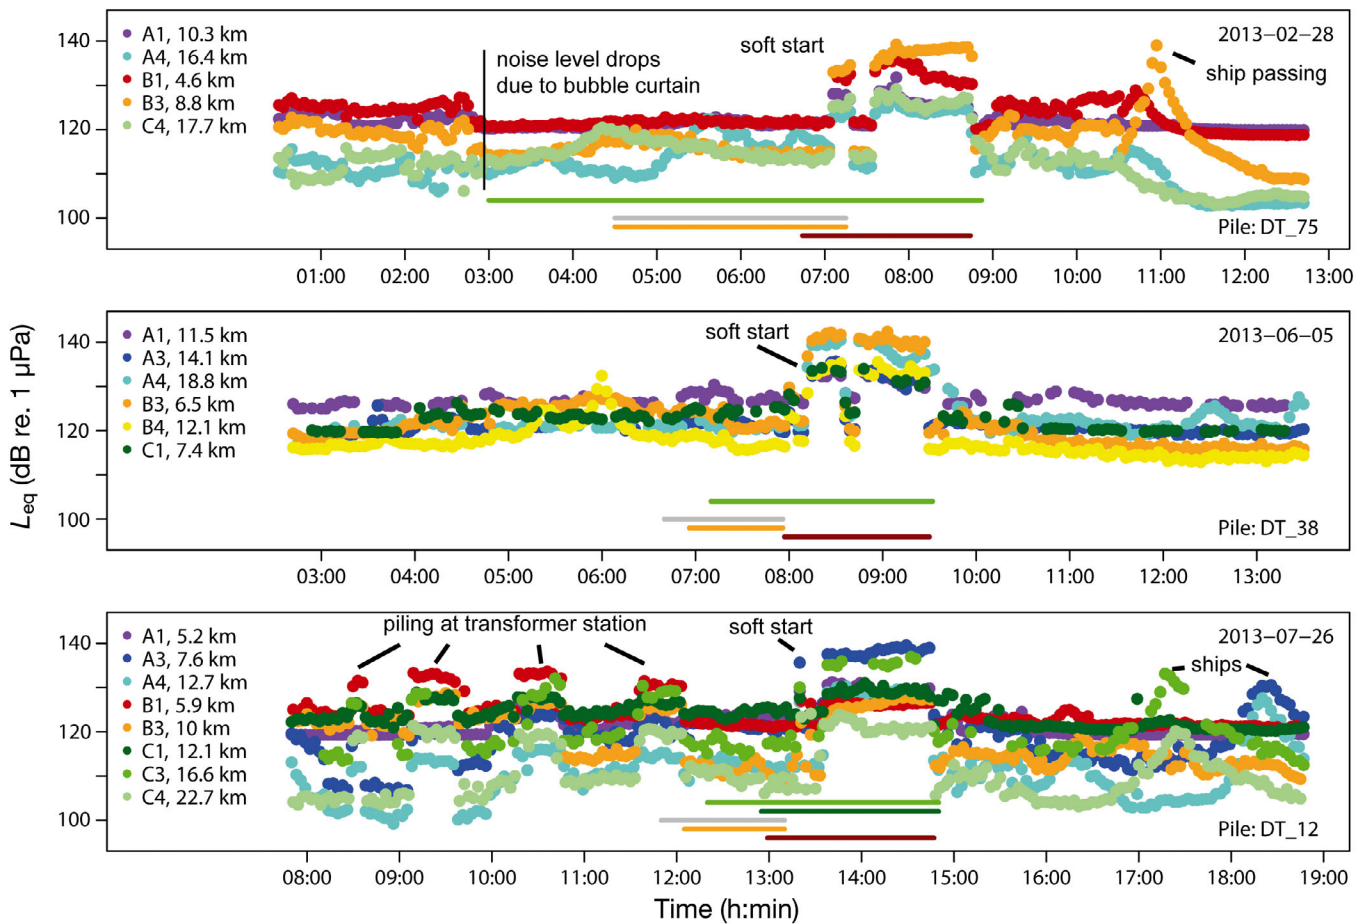 140
120
100
A1, 10.3 km
A4, 16.4 km
B1, 4.6 km
B3, 8.8 km
C4, 17.7 km
noise level drops
due to bubble curtain
soft start
2013–02–28
ship passing
Pile: DT_75
01:00 02:00 03:00 04:00 05:00 06:00 07:00 08:00 09:00 10:00 11:00 12:00 13:00
Leq (dB re. 1 µPa)
140
120
100
A1, 11.5 km
A3, 14.1 km
A4, 18.8 km
B3, 6.5 km
B4, 12.1 km
C1, 7.4 km
soft start
2013–06–05
Pile: DT_38
03:00 04:00 05:00 06:00 07:00 08:00 09:00 10:00 11:00 12:00 13:00
140
120
100
A1, 5.2 km
A3, 7.6 km
A4, 12.7 km
B1, 5.9 km
B3, 10 km
C1, 12.1 km
C3, 16.6 km
C4, 22.7 km
piling at transformer station
soft start
2013–07–26
ships
Pile: DT_12
08:00 09:00 10:00 11:00 12:00 13:00 14:00 15:00 16:00 17:00 18:00 19:00
Time (h:min)